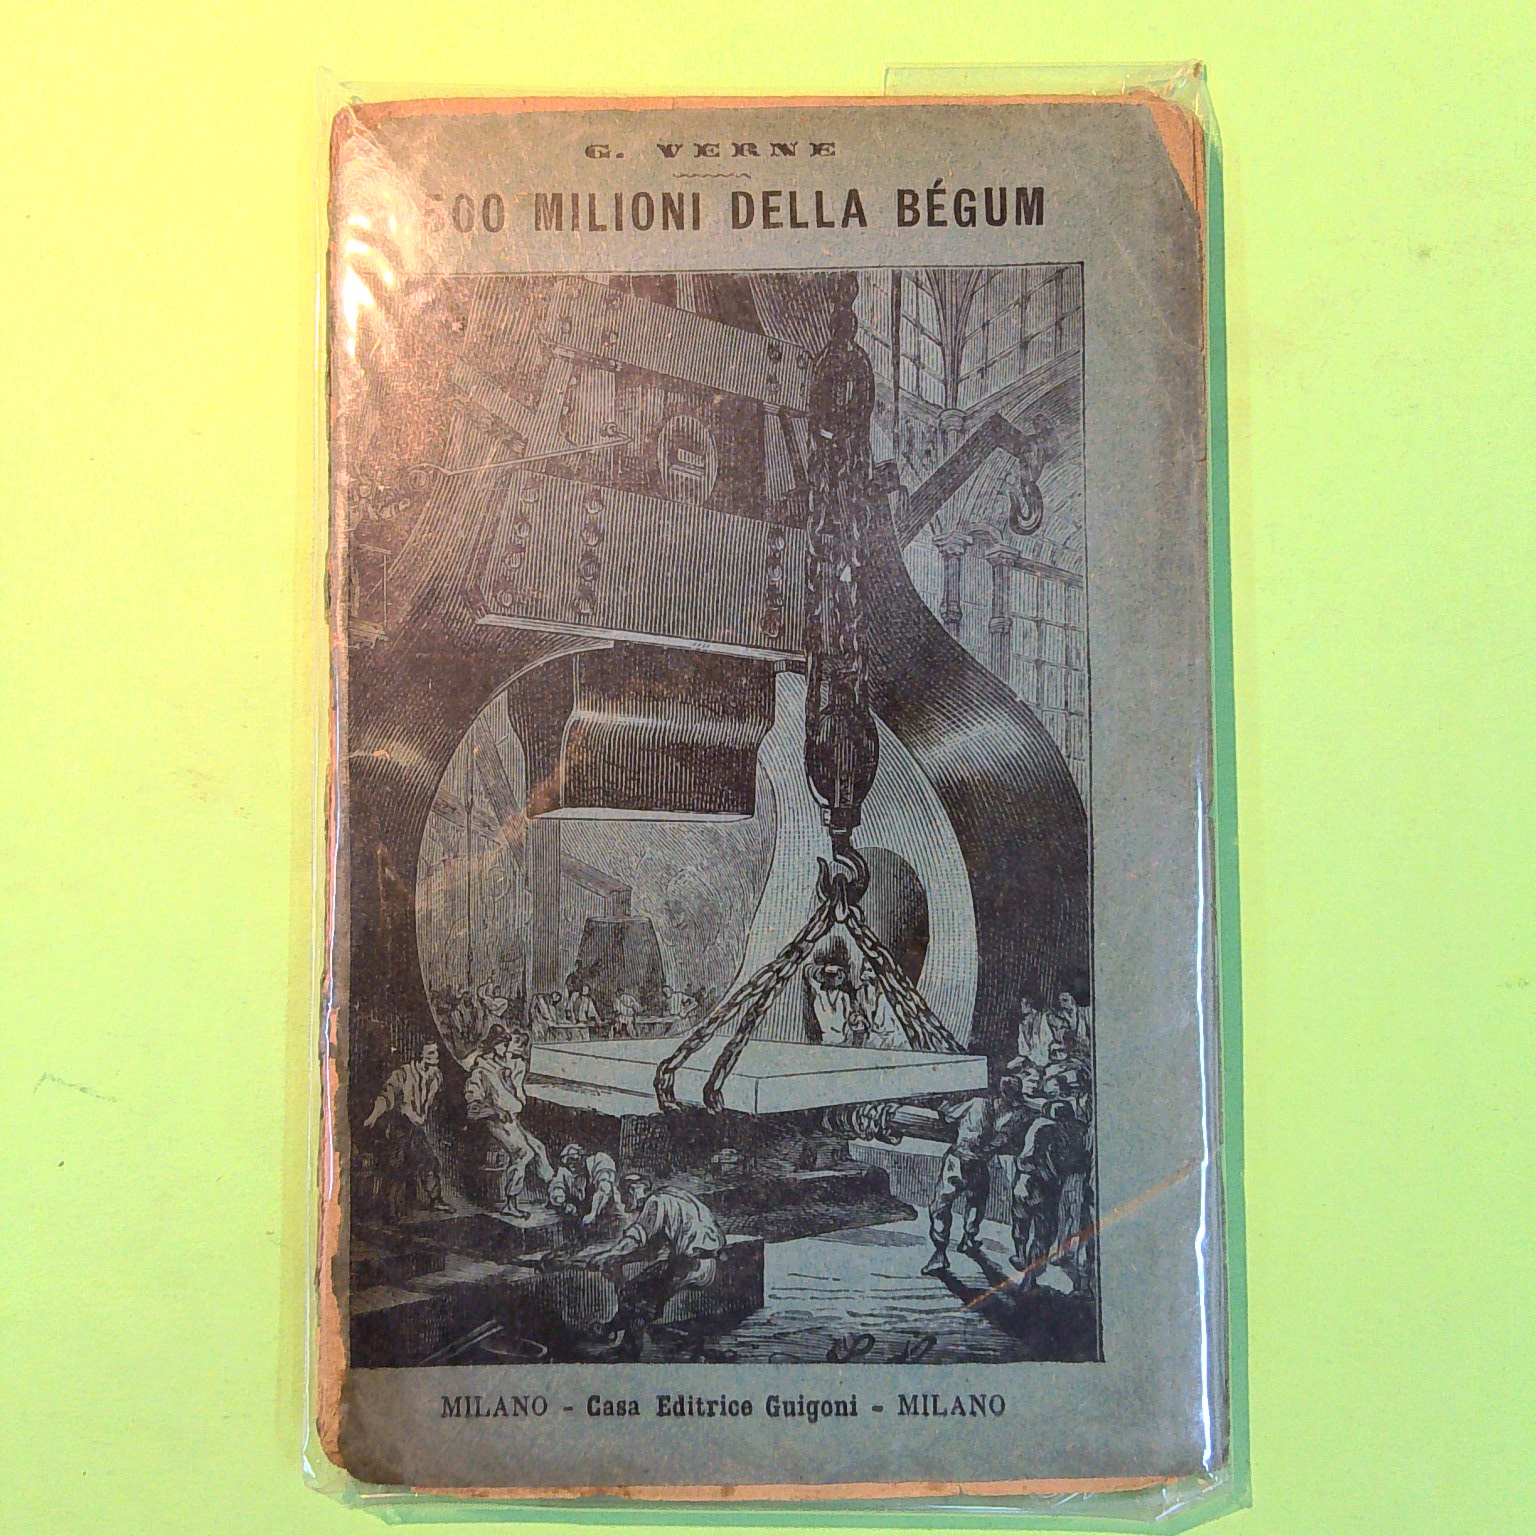 G. VERNE
500 MILIONI DELLA BÉGUM
MILANO - Casa Editrice Guigoni - MILANO